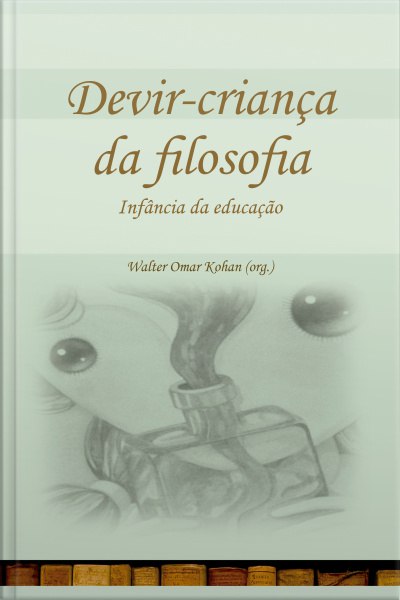 Devir-criança
da filosofia
Infância da educação
Walter Omar Kohan (org.)